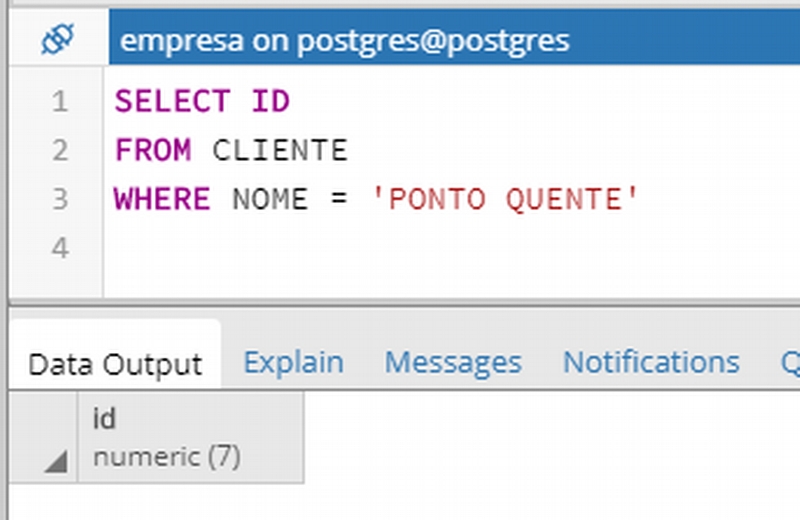 empresa on postgres@postgres
1 SELECT ID
2 FROM CLIENTE
3 WHERE NOME = 'PONTO QUENTE'
4
Data Output Explain Messages Notifications Q
id
numeric (7)